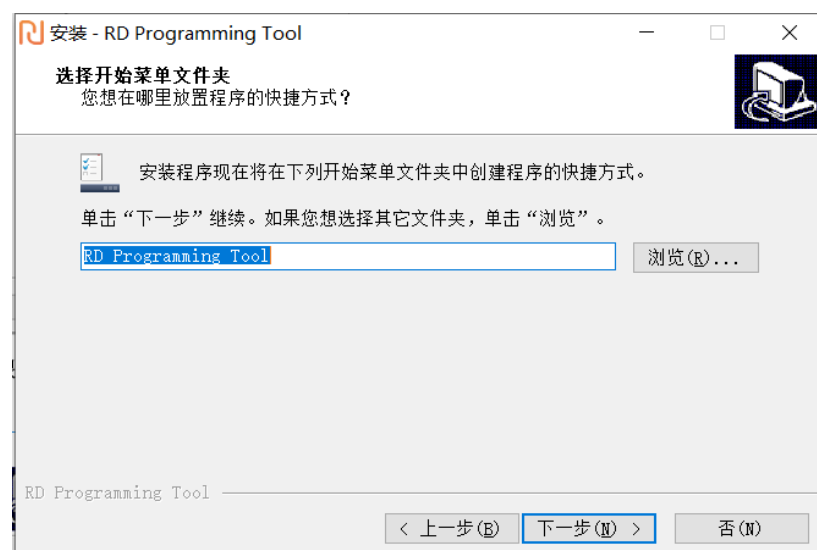 安装 - RD Programming Tool
选择开始菜单文件夹
您想在哪里放置程序的快捷方式？
安装程序现在将在下列开始菜单文件夹中创建程序的快捷方式。
单击“下一步”继续。如果您想选择其它文件夹，单击“浏览”。
RD Programming Tool
浏览(R)...
RD Programming Tool
< 上一步(B)
下一步(N) >
否(N)